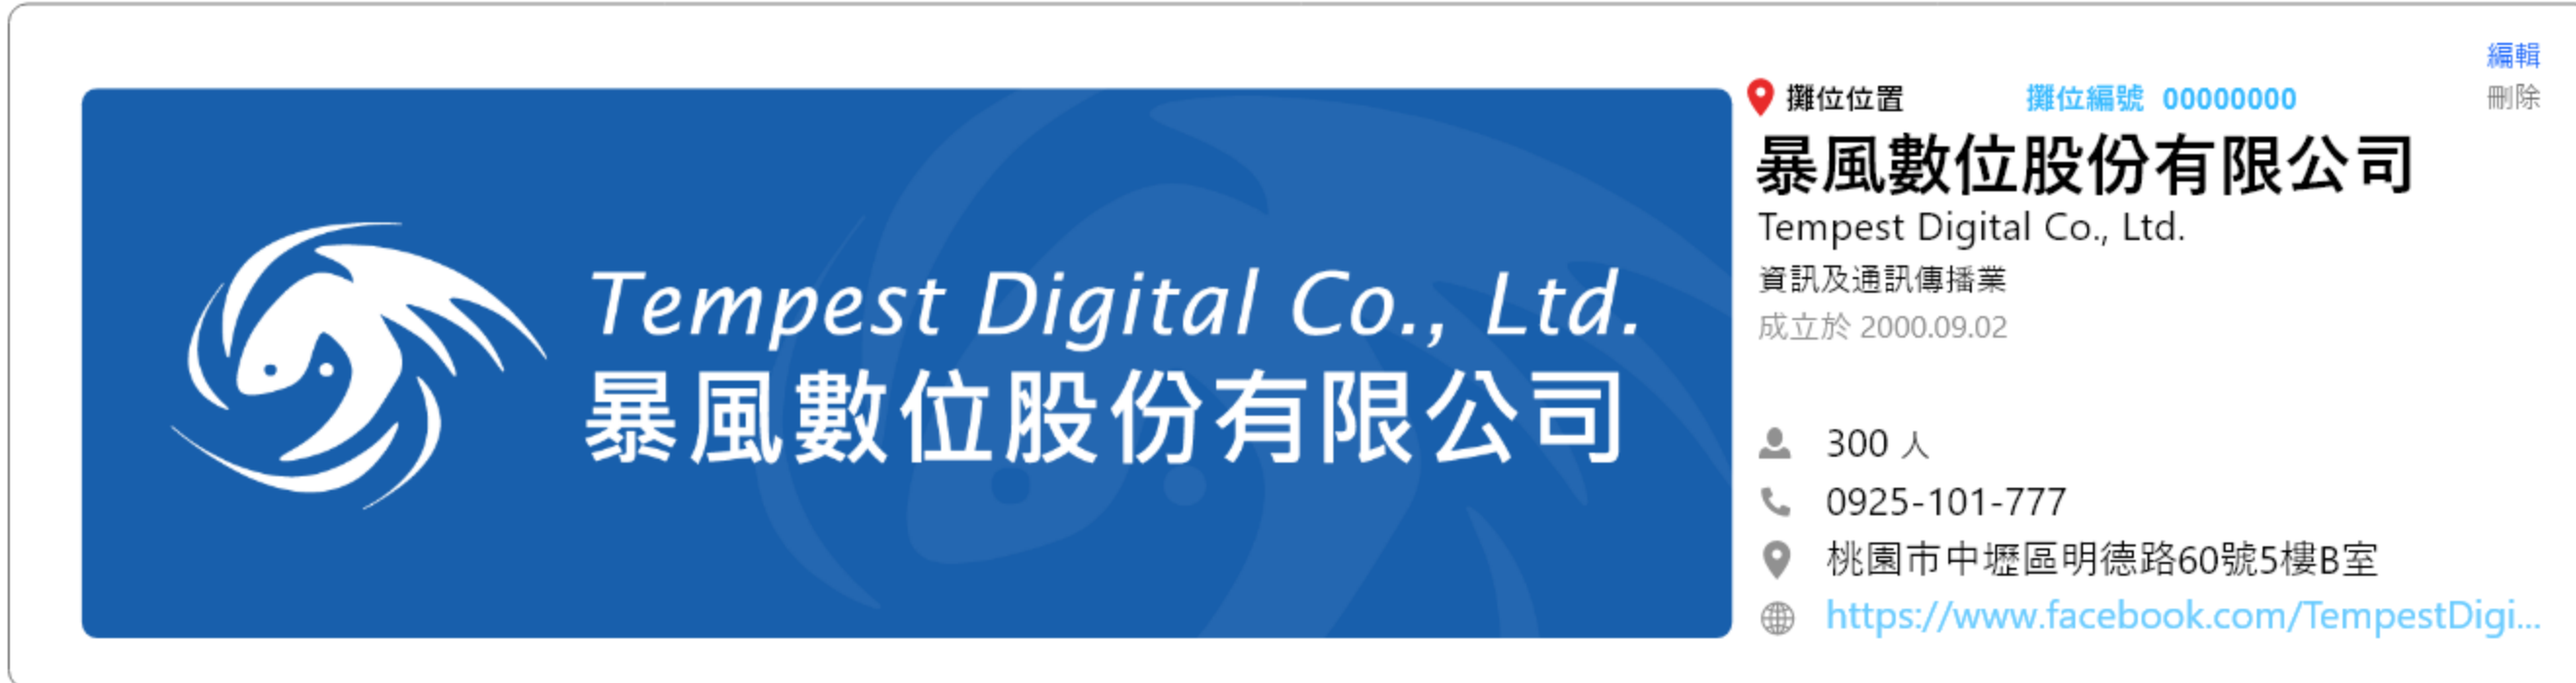 Tempest Digital Co., Ltd.
暴風數位股份有限公司
編輯
攤位位置 攤位編號 00000000
刪除
暴風數位股份有限公司
Tempest Digital Co., Ltd.
資訊及通訊傳播業
成立於 2000.09.02
300 人
0925-101-777
桃園市中壢區明德路60號5樓B室
https://www.facebook.com/TempestDigi...